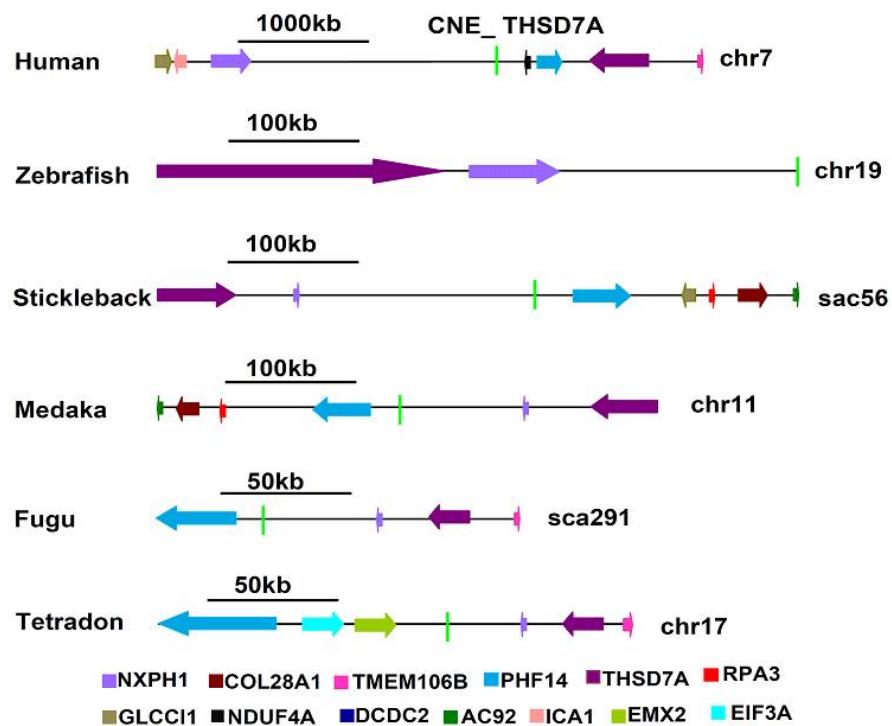 1000kb CNE_ THSD7A
Human chr7
100kb
Zebrafish chr19
100kb
Stickleback sac56
100kb
Medaka chr11
50kb
Fugu sca291
50kb
Tetradon chr17
NXPH1 COL28A1 TMEM106B PHF14 THSD7A RPA3
GLCCI1 NDUF4A DCDC2 AC92 ICA1 EMX2 EIF3A